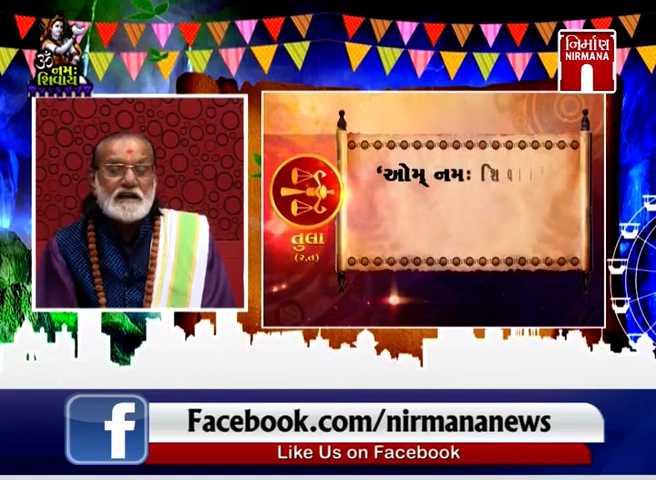 ૐ નમઃ
શિવાય
નિર્માણ
NIRMANA
‘ઓમ્ નમઃ શિ
તુલા
(ર,ત)
Facebook.com/nirmananews
Like Us on Facebook